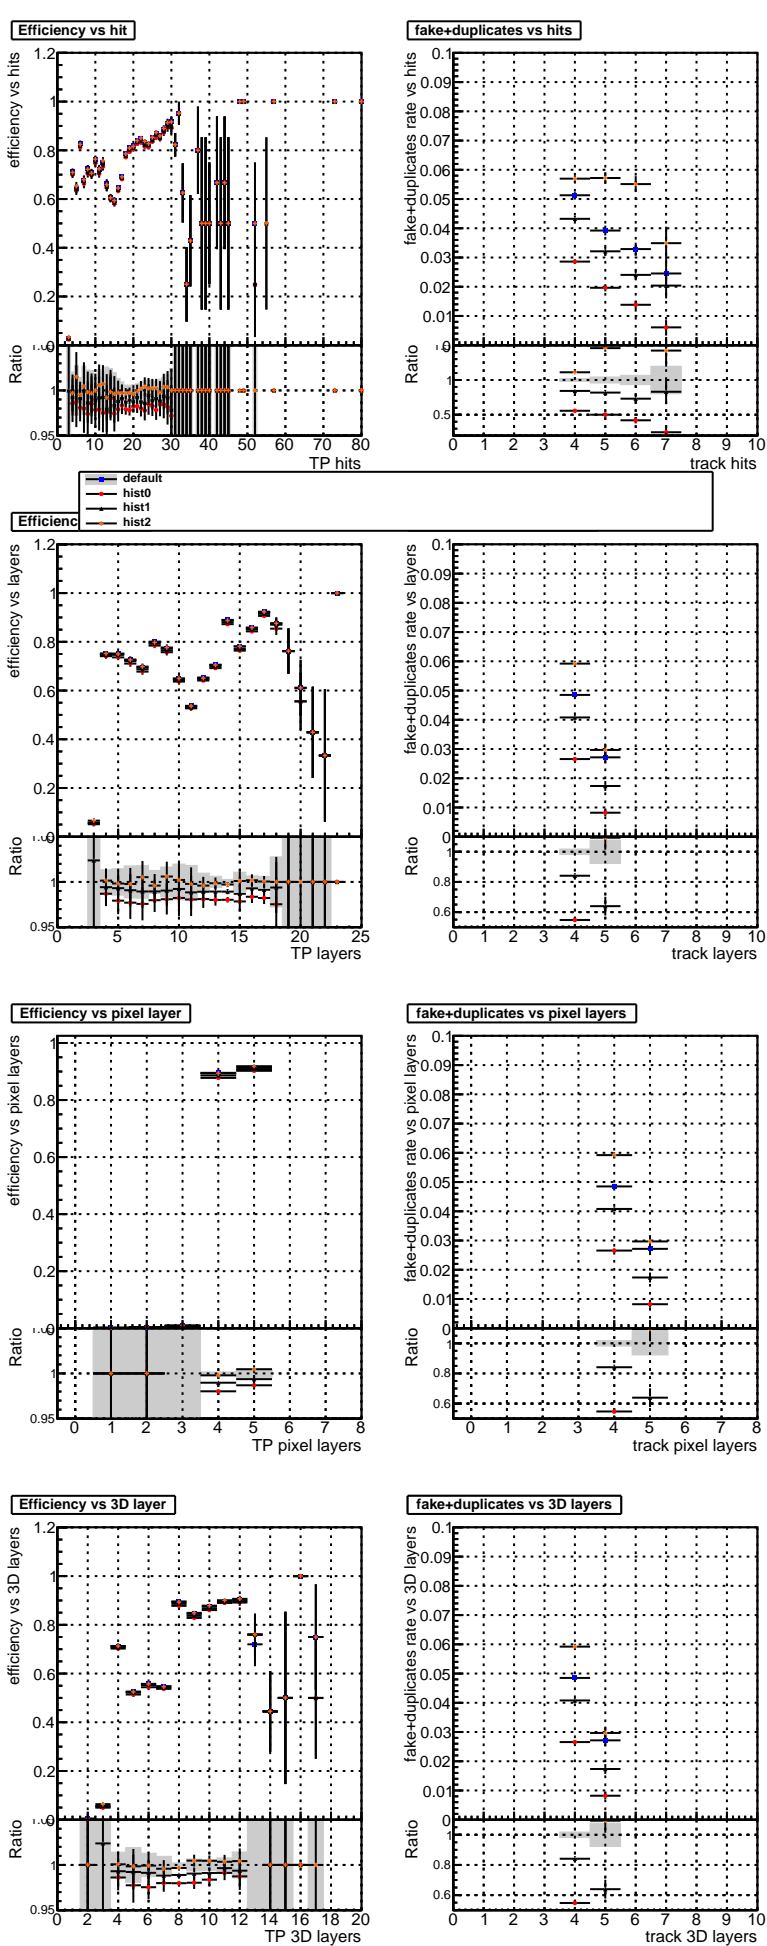 Efficiency vs hit
efficiency vs hits
1.2
1
0.8
0.6
0.4
0.2
Ratio
1
0.95
0 10 20 30 40 50 60 70 80
TP hits
fake+duplicates vs hits
fake+duplicates rate vs hits
0.1
0.09
0.08
0.07
0.06
0.05
0.04
0.03
0.02
0.01
Ratio
1
0.5
0 1 2 3 4 5 6 7 8 9 10
track hits
default
hist0
hist1
hist2
Efficienc
efficiency vs layers
1.2
1
0.8
0.6
0.4
0.2
Ratio
1
0.95
0 5 10 15 20 25
TP layers
fake+duplicates rate vs layers
0.1
0.09
0.08
0.07
0.06
0.05
0.04
0.03
0.02
0.01
0
Ratio
1
0.8
0.6
0 1 2 3 4 5 6 7 8 9 10
track layers
Efficiency vs pixel layer
efficiency vs pixel layers
1
0.8
0.6
0.4
0.2
Ratio
1
0.95
0 1 2 3 4 5 6 7 8
TP pixel layers
fake+duplicates vs pixel layers
fake+duplicates rate vs pixel layers
0.1
0.09
0.08
0.07
0.06
0.05
0.04
0.03
0.02
0.01
0
Ratio
1
0.8
0.6
0 1 2 3 4 5 6 7 8
track pixel layers
Efficiency vs 3D layer
efficiency vs 3D layers
1.2
1
0.8
0.6
0.4
0.2
Ratio
1
0.95
0 2 4 6 8 10 12 14 16 18 20
TP 3D layers
fake+duplicates vs 3D layers
fake+duplicates rate vs 3D layers
0.1
0.09
0.08
0.07
0.06
0.05
0.04
0.03
0.02
0.01
0
Ratio
1
0.8
0.6
0 1 2 3 4 5 6 7 8 9 10
track 3D layers